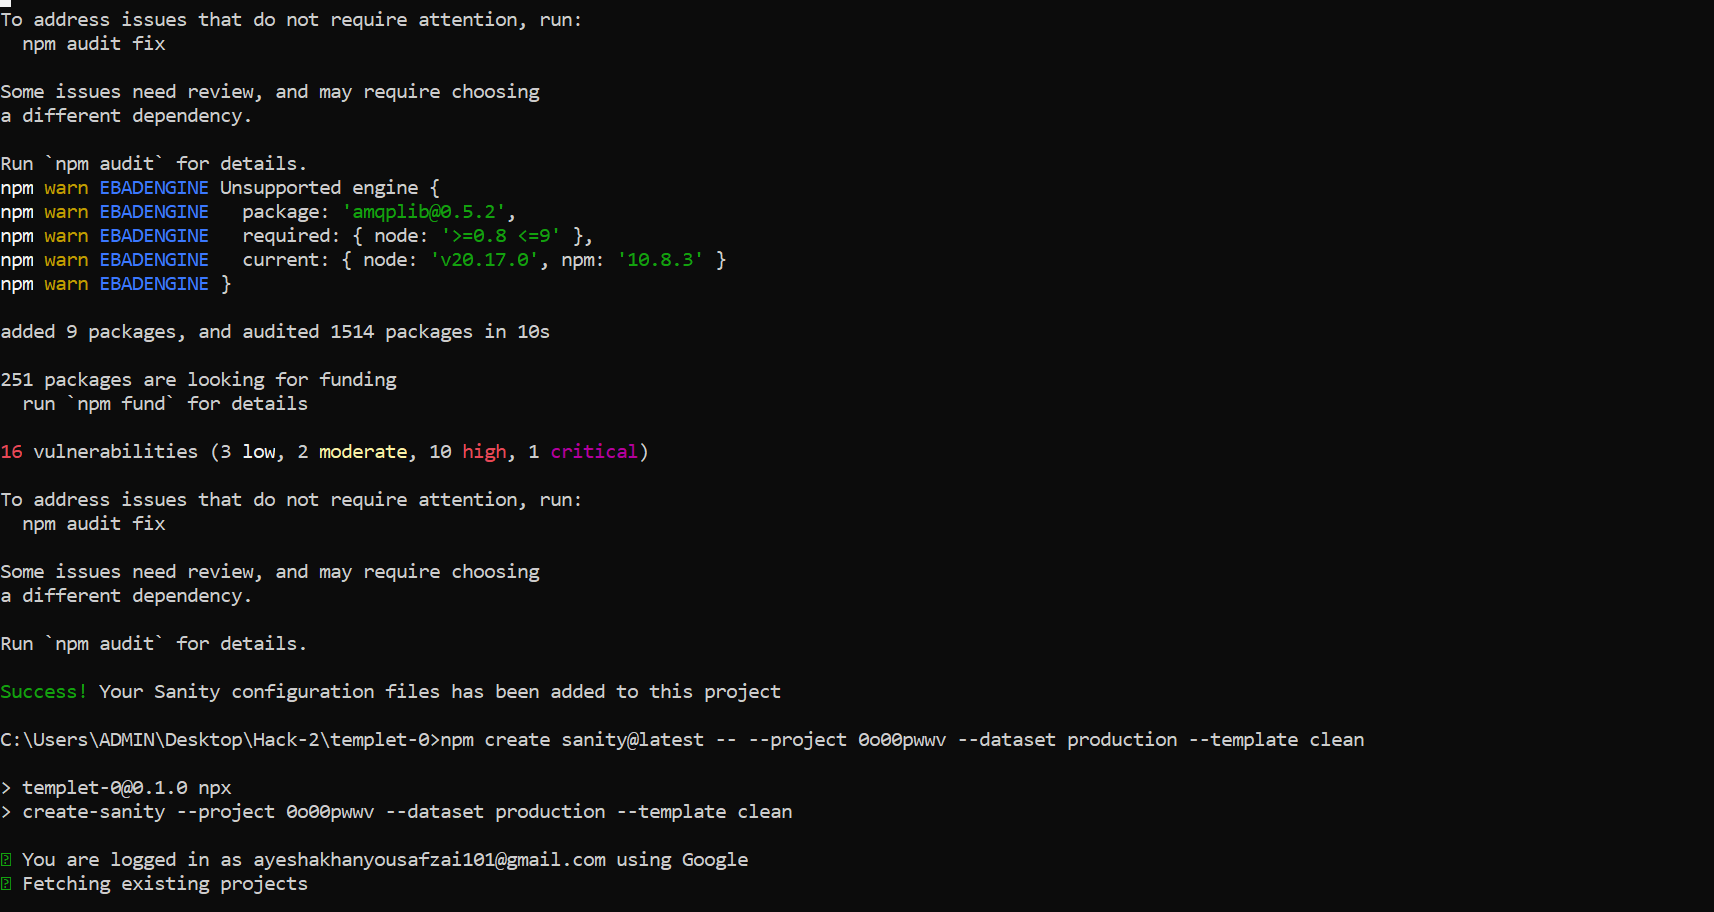 To address issues that do not require attention, run:
  npm audit fix
Some issues need review, and may require choosing
a different dependency.
Run `npm audit` for details.
npm warn EBADENGINE Unsupported engine {
npm warn EBADENGINE   package: 'amqplib@0.5.2',
npm warn EBADENGINE   required: { node: '>=0.8 <=9' },
npm warn EBADENGINE   current: { node: 'v20.17.0', npm: '10.8.3' }
npm warn EBADENGINE }
added 9 packages, and audited 1514 packages in 10s
251 packages are looking for funding
  run `npm fund` for details
16 vulnerabilities (3 low, 2 moderate, 10 high, 1 critical)
To address issues that do not require attention, run:
  npm audit fix
Some issues need review, and may require choosing
a different dependency.
Run `npm audit` for details.
Success! Your Sanity configuration files has been added to this project
C:\Users\ADMIN\Desktop\Hack-2\templet-0>npm create sanity@latest -- --project 0o00pwwv --dataset production --template clean
> templet-0@0.1.0 npx
> create-sanity --project 0o00pwwv --dataset production --template clean
You are logged in as ayeshakhanyousafzai101@gmail.com using Google
Fetching existing projects